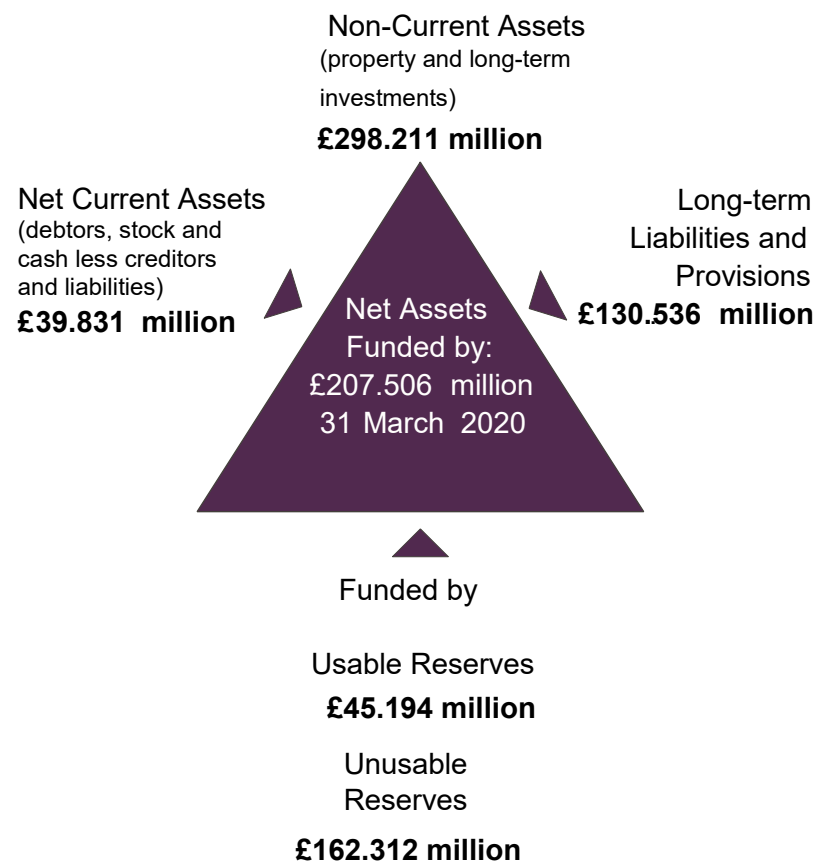 Non-Current Assets
(property and long-term
investments)
£298.211 million
Net Current Assets
(debtors, stock and
cash less creditors
and liabilities)
£39.831 million
Long-term
Liabilities and
Provisions
£130.536 million
Net Assets
Funded by:
£207.506 million
31 March 2020
Funded by
Usable Reserves
£45.194 million
Unusable
Reserves
£162.312 million